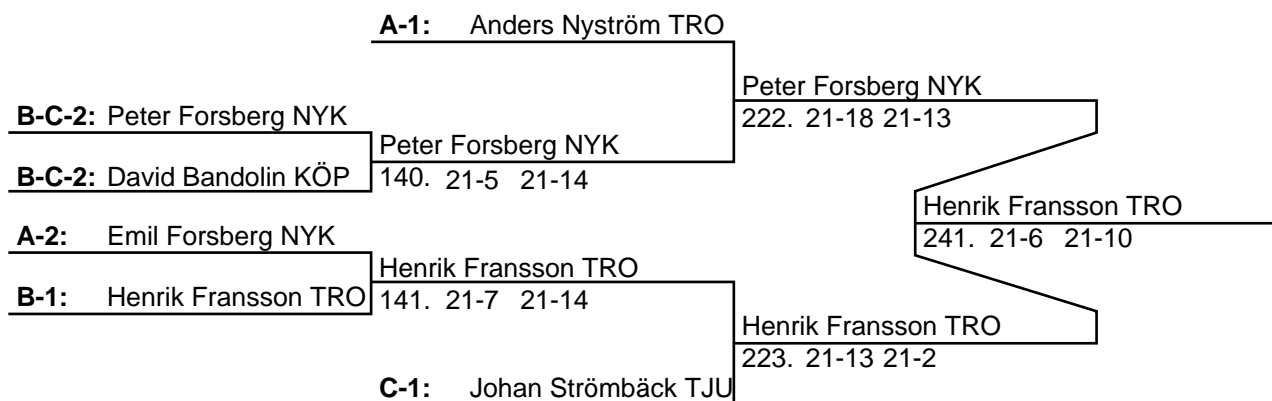 A-1: Anders Nyström TRO
Peter Forsberg NYK
222. 21-18 21-13
B-C-2: Peter Forsberg NYK
Peter Forsberg NYK
140. 21-5 21-14
B-C-2: David Bandolin KÖP
Henrik Fransson TRO
241. 21-6 21-10
A-2: Emil Forsberg NYK
Henrik Fransson TRO
141. 21-7 21-14
B-1: Henrik Fransson TRO
Henrik Fransson TRO
223. 21-13 21-2
C-1: Johan Strömbäck TJU